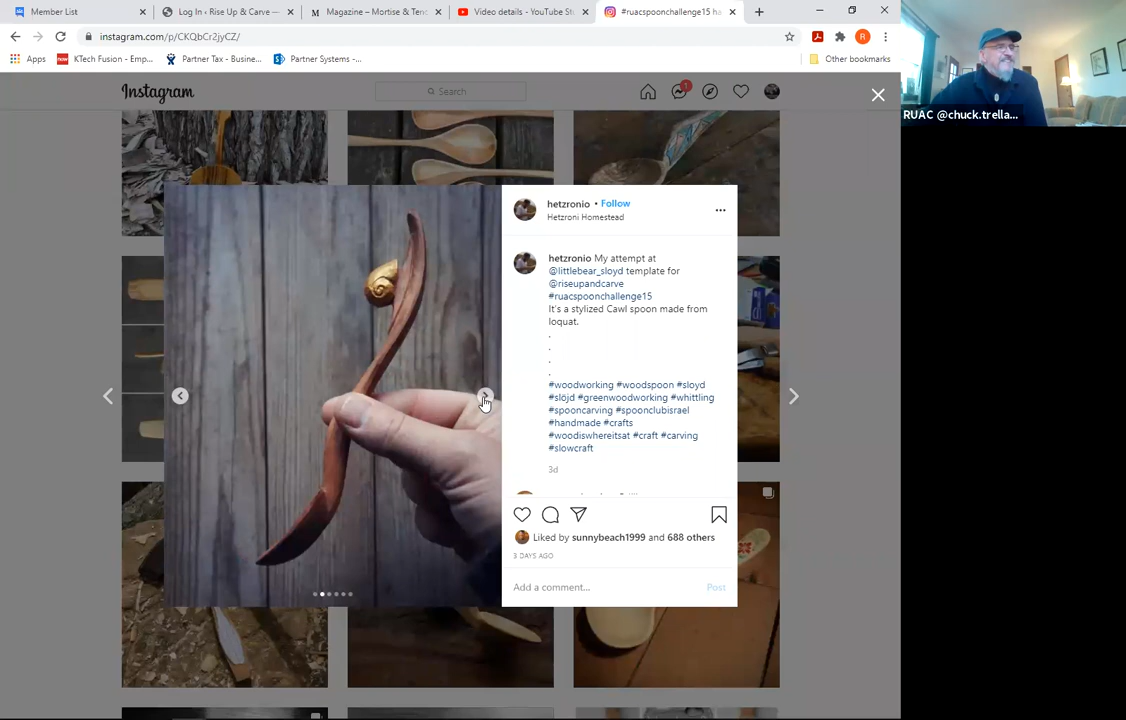 Member List
Log In ‹ Rise Up & Carve —
Magazine – Mortise & Tenc
Video details - YouTube St
#ruacspoonchallenge15 ha
instagram.com/p/CKQbCr2jyCZ/
R
Apps
now
KTech Fusion - Emp...
Partner Tax - Busine...
Partner Systems -...
Other bookmarks
Instagram
Search
1
RUAC @chuck.trella...
hetzronio • Follow
Hetzroni Homestead
hetzronio My attempt at
@littlebear_sloyd template for
@riseupandcarve
#ruacspoonchallenge15
It's a stylized Cawl spoon made from
loquat.
.
.
.
.
#woodworking #woodspoon #sloyd
#slöjd #greenwoodworking #whittling
#spooncarving #spoonclubisrael
#handmade #crafts
#woodiswhereitsat #craft #carving
#slowcraft
3d
Liked by sunnybeach1999 and 688 others
3 DAYS AGO
Add a comment...
Post